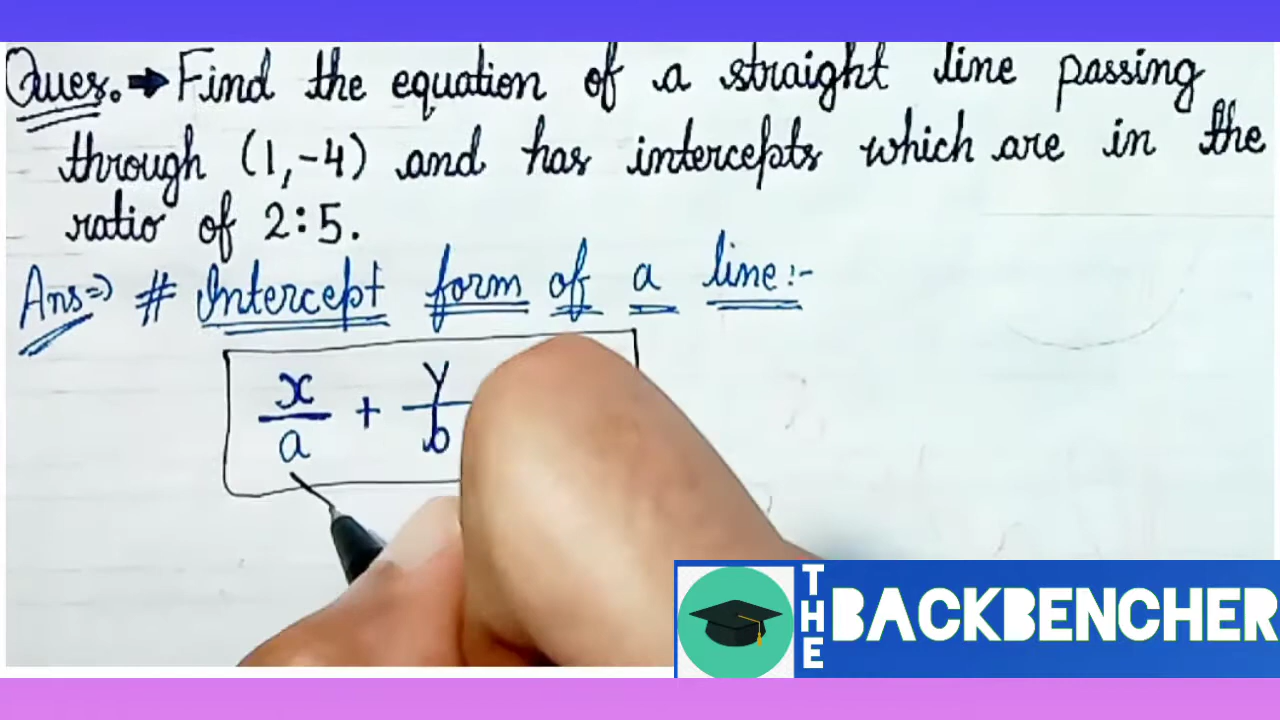 Ques. → Find the equation of a straight line passing
through (1,-4) and has intercepts which are in the
ratio of 2:5.
Ans⇒ # Intercept form of a line:-
x/a + y/b
THE
BACKBENCHER